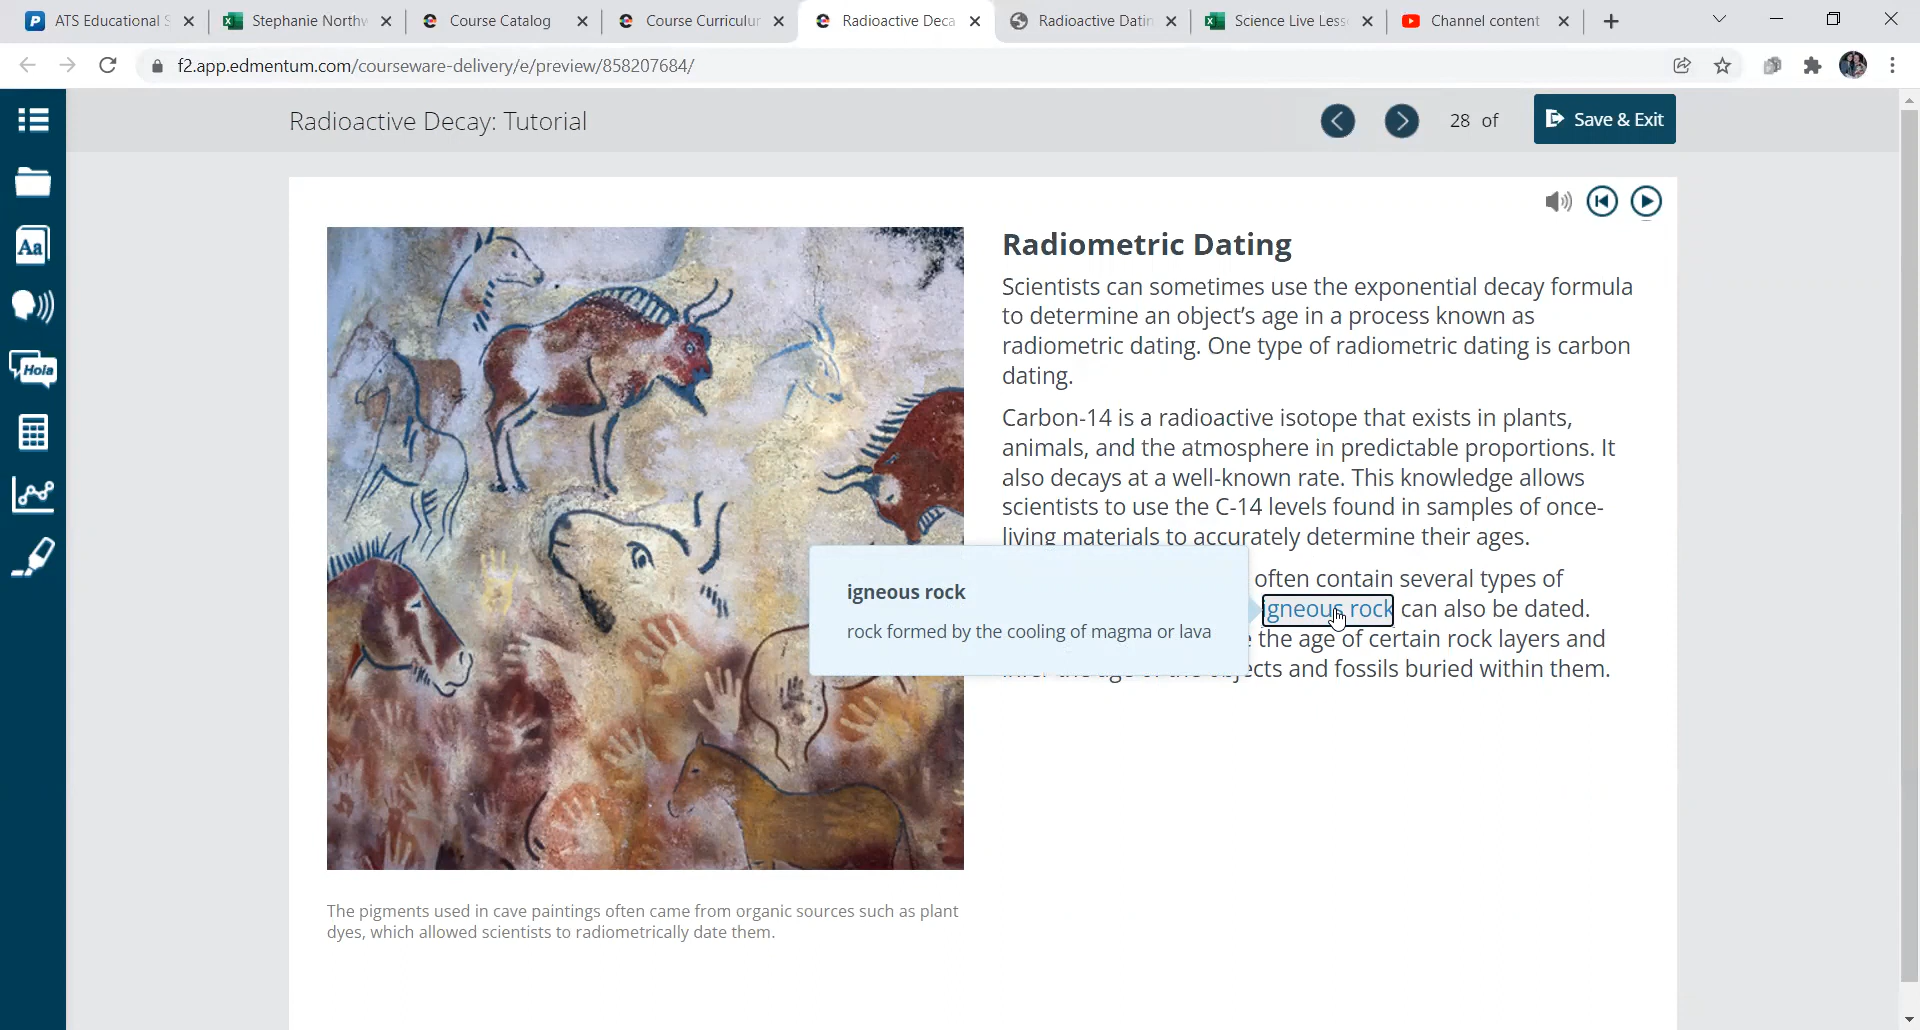 ATS Educational S
Stephanie Northw
Course Catalog
Course Curriculur
Radioactive Deca
Radioactive Datin
Science Live Less
Channel content
f2.app.edmentum.com/courseware-delivery/e/preview/858207684/
Radioactive Decay: Tutorial
28 of
Save & Exit
Aa
Hola
Radiometric Dating
Scientists can sometimes use the exponential decay formula
to determine an object's age in a process known as
radiometric dating. One type of radiometric dating is carbon
dating.
Carbon-14 is a radioactive isotope that exists in plants,
animals, and the atmosphere in predictable proportions. It
also decays at a well-known rate. This knowledge allows
scientists to use the C-14 levels found in samples of once-
living materials to accurately determine their ages.
often contain several types of
igneous rock can also be dated.
the age of certain rock layers and
and fossils buried within them.
igneous rock
rock formed by the cooling of magma or lava
The pigments used in cave paintings often came from organic sources such as plant
dyes, which allowed scientists to radiometrically date them.